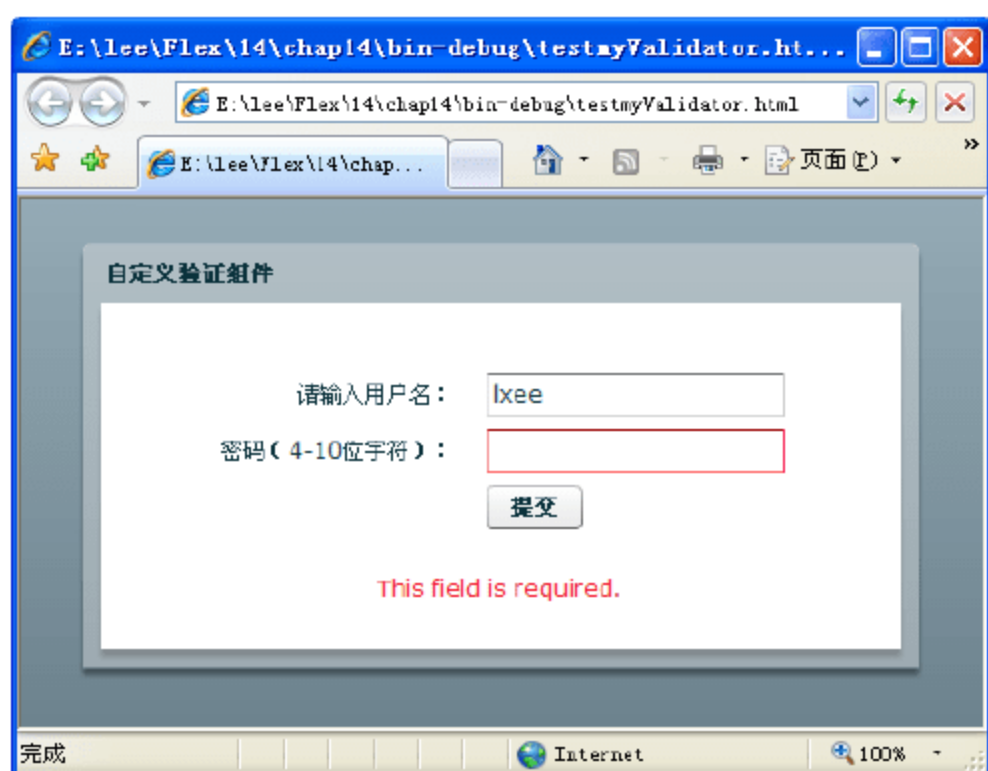 E:\lee\Flex\14\chap14\bin-debug\testmyValidator.ht...
E:\lee\Flex\14\chap14\bin-debug\testmyValidator.html
E:\lee\Flex\14\chap...
页面(P)
»
自定义验证组件
请输入用户名：
lxee
密码(4-10位字符)：
提交
This field is required.
完成
Internet
100%